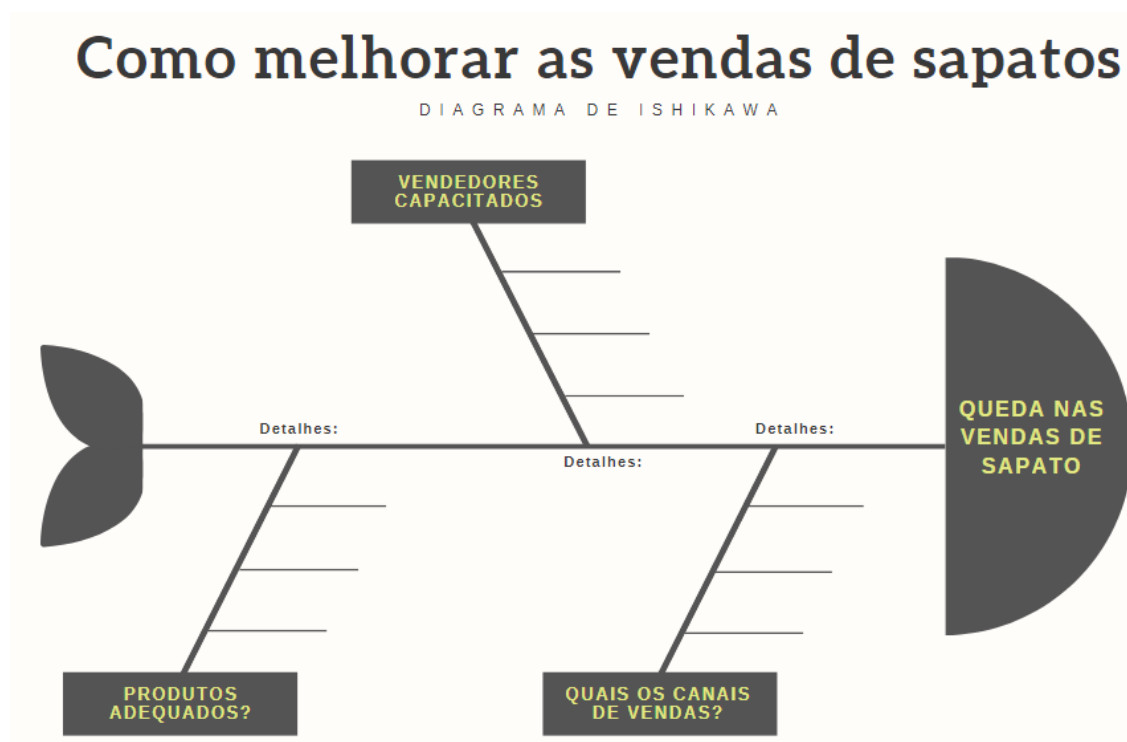 Como melhorar as vendas de sapatos
DIAGRAMA DE ISHIKAWA
VENDEDORES
CAPACITADOS
Detalhes:
Detalhes:
Detalhes:
QUEDA NAS
VENDAS DE
SAPATO
PRODUTOS
ADEQUADOS?
QUAIS OS CANAIS
DE VENDAS?